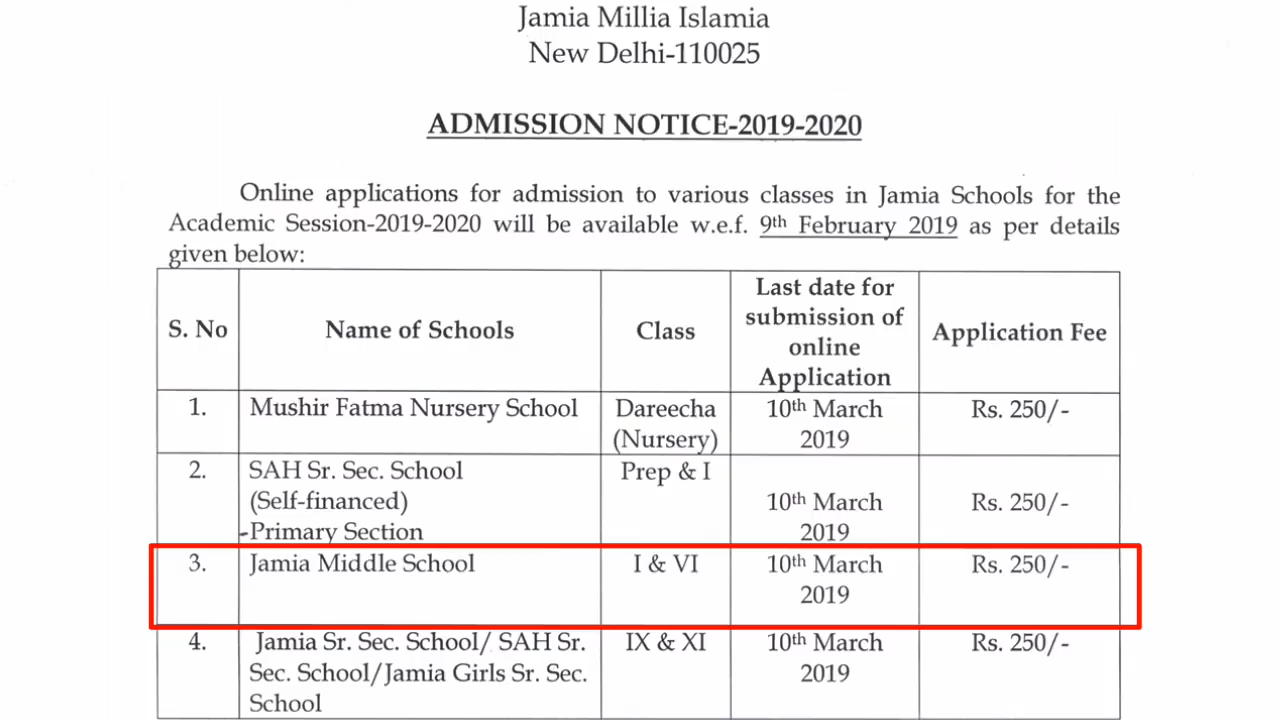 Jamia Millia Islamia
New Delhi-110025
ADMISSION NOTICE-2019-2020
Online applications for admission to various classes in Jamia Schools for the
Academic Session-2019-2020 will be available w.e.f. 9th February 2019 as per details
given below:
S. No Name of Schools Class Last date for submission of online Application Application Fee
1. Mushir Fatma Nursery School Dareecha (Nursery) 10th March 2019 Rs. 250/-
2. SAH Sr. Sec. School (Self-financed) -Primary Section Prep & I 10th March 2019 Rs. 250/-
3. Jamia Middle School I & VI 10th March 2019 Rs. 250/-
4. Jamia Sr. Sec. School/ SAH Sr. Sec. School/Jamia Girls Sr. Sec. School IX & XI 10th March 2019 Rs. 250/-